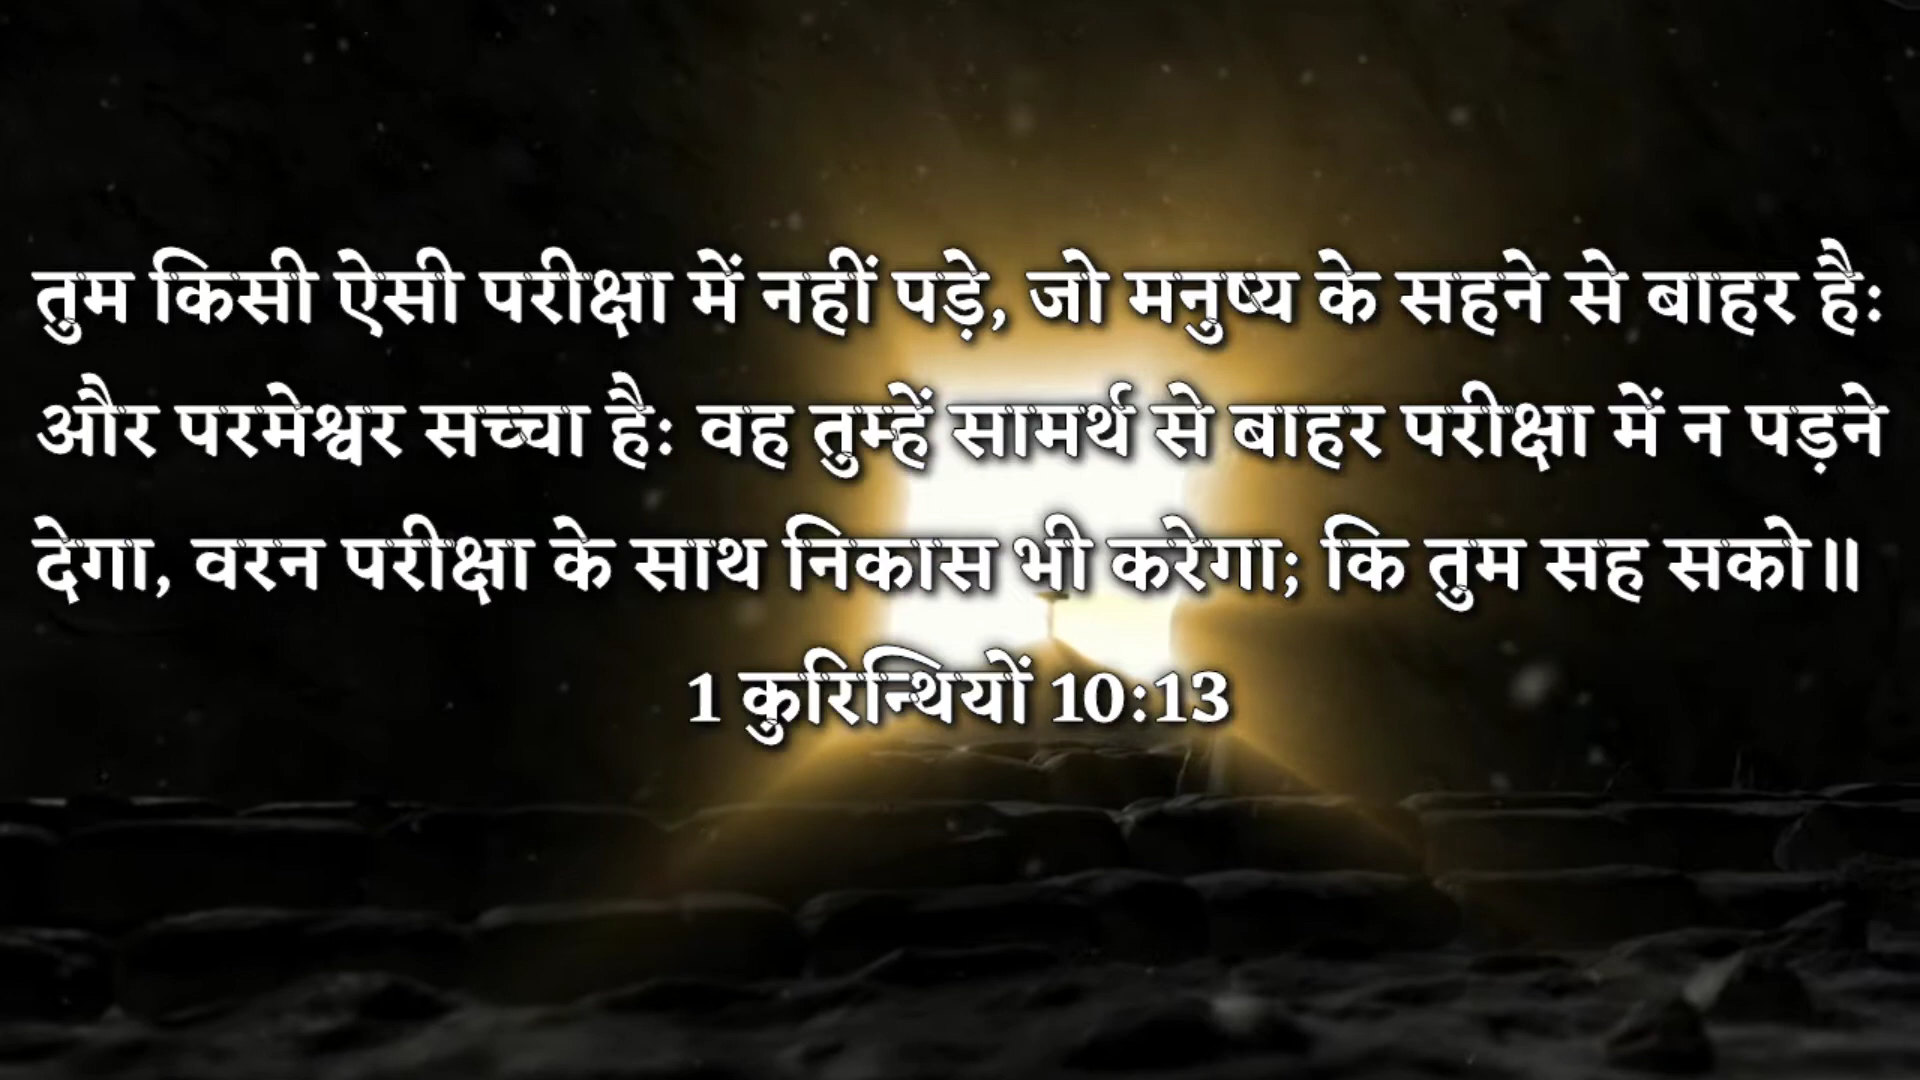 तुम किसी ऐसी परीक्षा में नहीं पड़े, जो मनुष्य के सहने से बाहर है:
और परमेश्वर सच्चा है: वह तुम्हें सामर्थ से बाहर परीक्षा में न पड़ने
देगा, वरन परीक्षा के साथ निकास भी करेगा; कि तुम सह सको॥
1 कुरिन्थियों 10:13